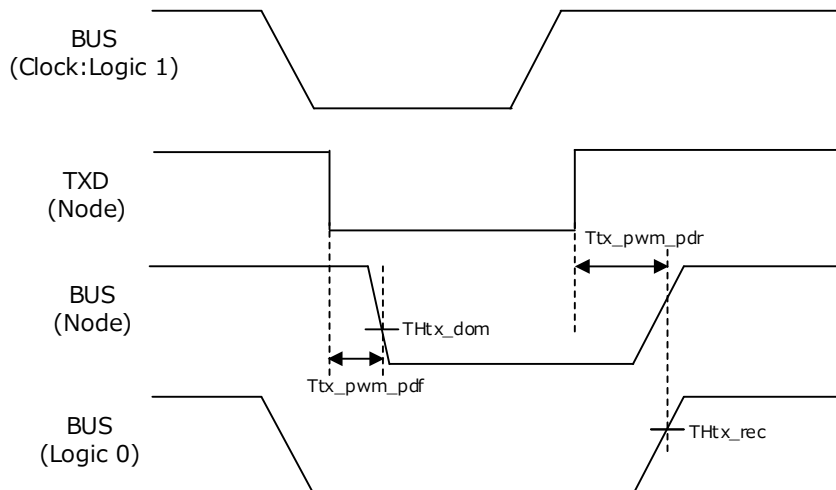 BUS
(Clock:Logic 1)
TXD
(Node)
Ttx_pwm_pdr
BUS
(Node)
THtx_dom
Ttx_pwm_pdf
BUS
(Logic 0)
THtx_rec